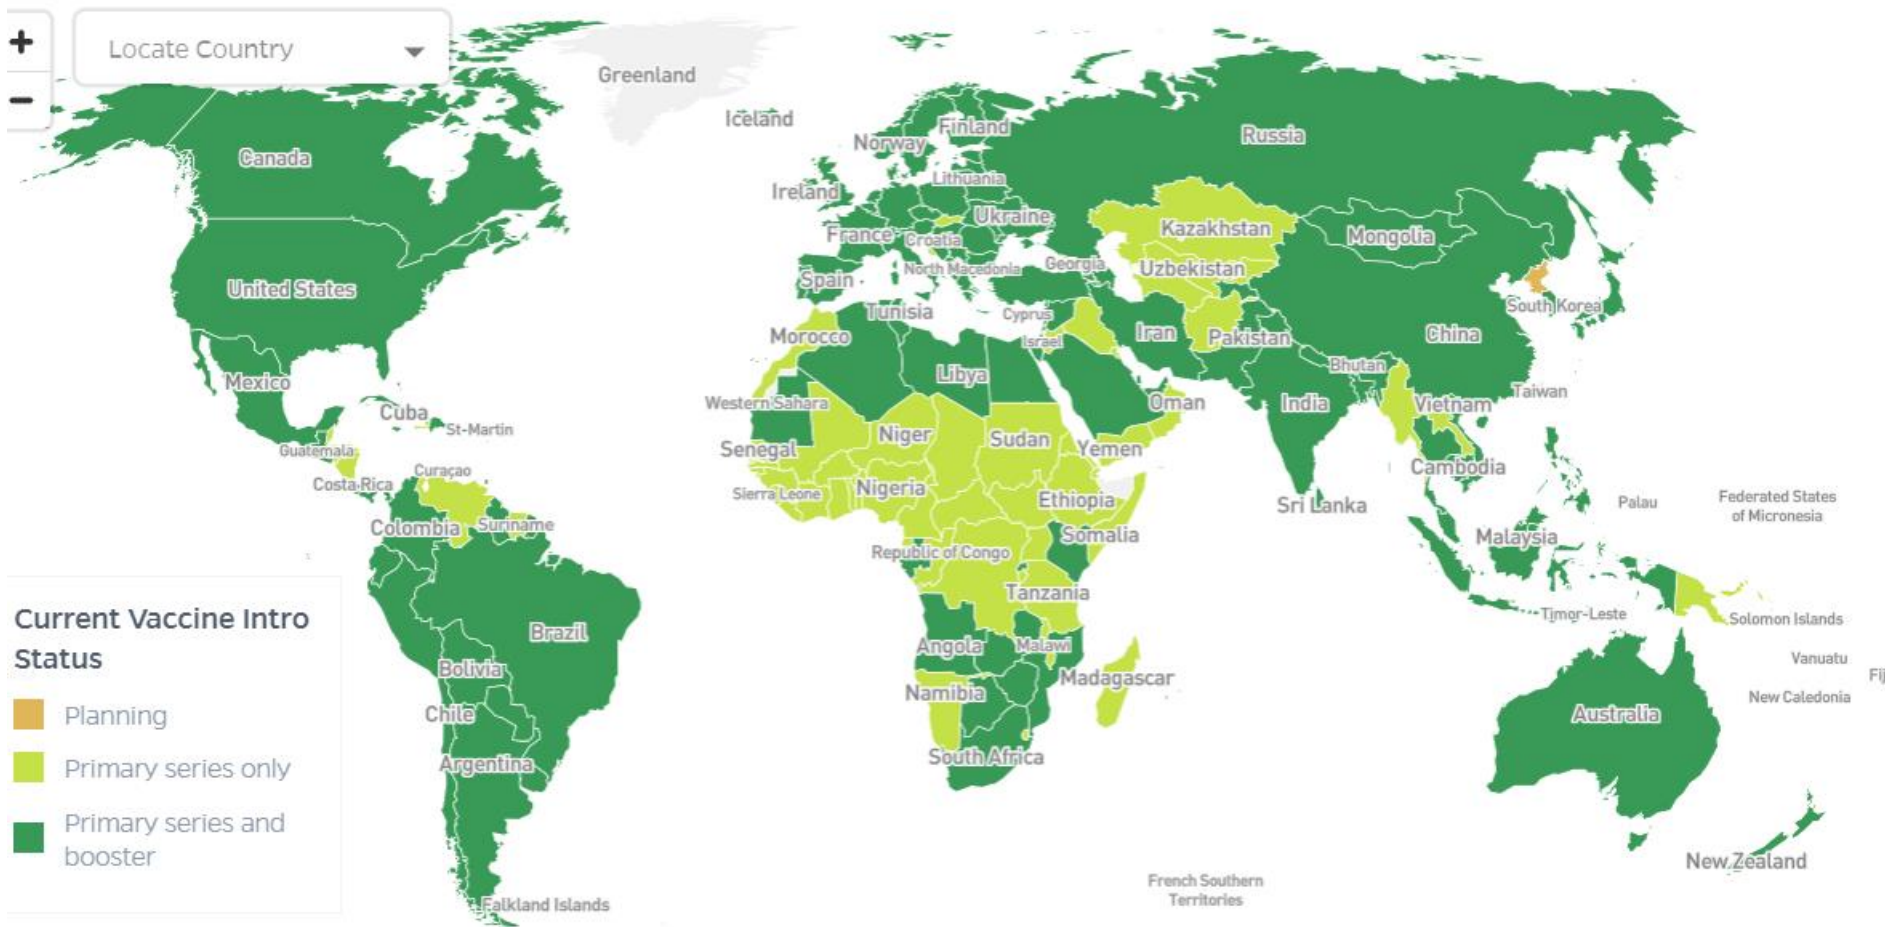 +
Locate Country
−
Greenland
Iceland
Finland
Norway
Russia
Canada
Lithuania
Ireland
Ukraine
Kazakhstan
France
Croatia
Mongolia
North Macedonia
Georgia
Uzbekistan
Spain
United States
South Korea
Tunisia
Cyprus
Morocco
Israel
Iran
Pakistan
China
Bhutan
Libya
Mexico
Taiwan
Western Sahara
Oman
India
Vietnam
Cuba
St-Martin
Niger
Sudan
Guatemala
Senegal
Yemen
Cambodia
Curaçao
Costa Rica
Sierra Leone
Nigeria
Ethiopia
Sri Lanka
Palau
Federated States
of Micronesia
Colombia
Suriname
Somalia
Malaysia
Republic of Congo
Tanzania
Timor-Leste
Solomon Islands
Brazil
Angola
Malawi
Vanuatu
Bolivia
Madagascar
Fij
Namibia
New Caledonia
Chile
Australia
South Africa
Argentina
New Zealand
French Southern
Territories
Falkland Islands
Current Vaccine Intro
Status
Planning
Primary series only
Primary series and
booster